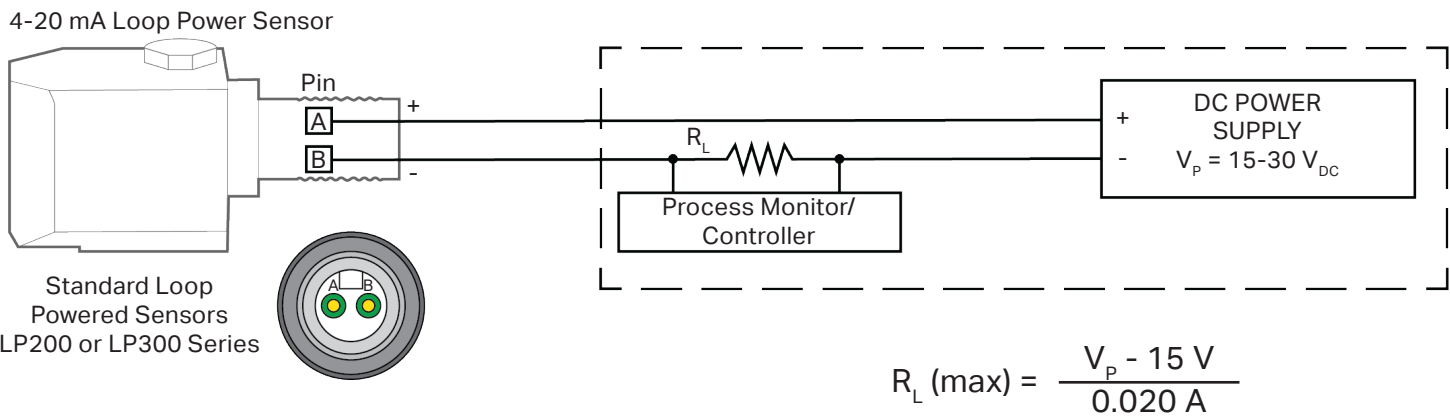 4-20 mA Loop Power Sensor
Pin
A
+
B
-
R_L
Process Monitor/
Controller
+
-
DC POWER
SUPPLY
V_P = 15-30 V_DC
A B
Standard Loop
Powered Sensors
LP200 or LP300 Series
R_L (max) = V_P - 15 V
0.020 A